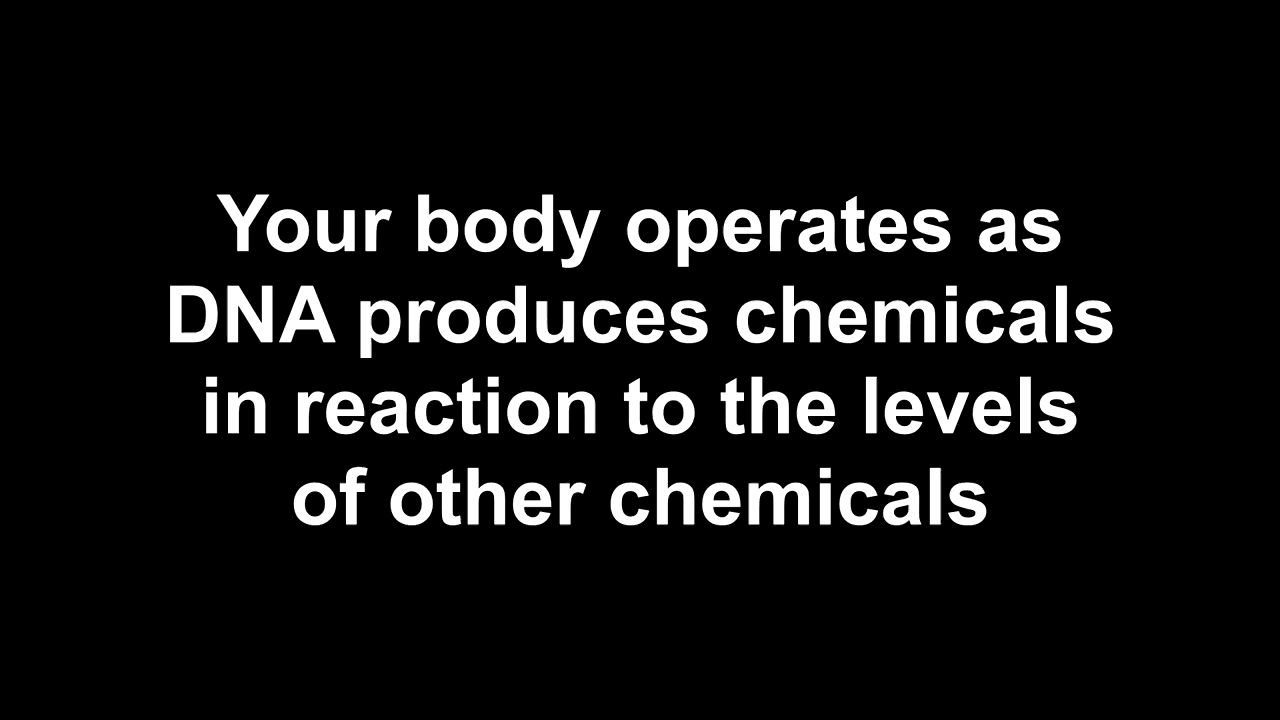 Your body operates as
DNA produces chemicals
in reaction to the levels
of other chemicals